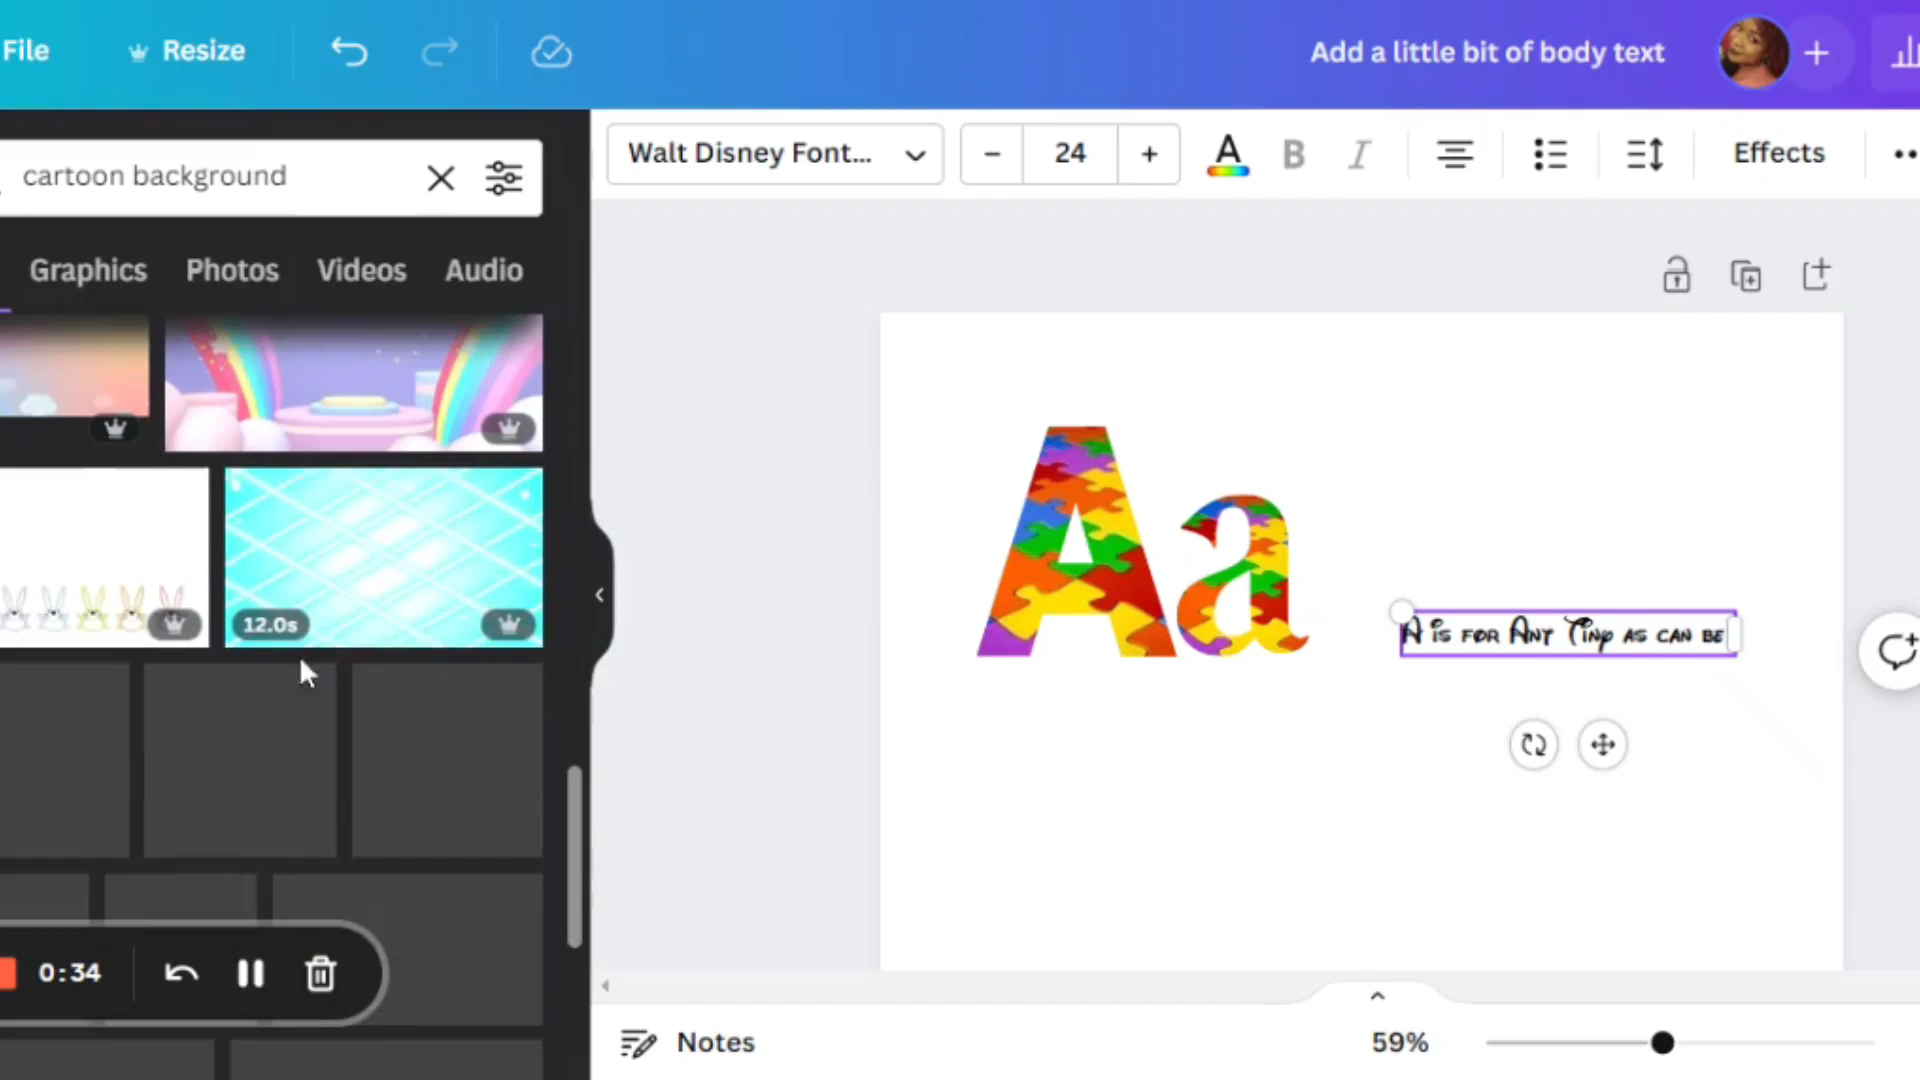 File
Resize
Add a little bit of body text
cartoon background
Walt Disney Font...
24
A
B
I
Effects
Graphics
Photos
Videos
Audio
12.0s
Aa
A is for Ant Tiny as can be
0:34
Notes
59%